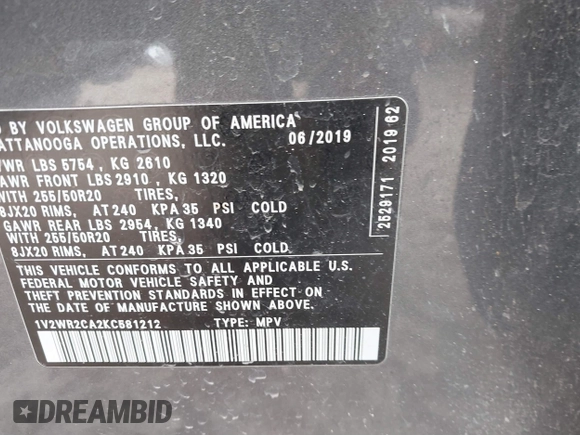 D BY VOLKSWAGEN GROUP OF AMERICA
ATTANOOGA OPERATIONS, LLC. 06/2019
VWR LBS 5754 , KG 2610
AWR FRONT LBS 2910 , KG 1320
WITH 255/50R20 TIRES,
8JX20 RIMS, AT 240 KPA 35 PSI COLD
GAWR REAR LBS 2954, KG 1340
WITH 255/50R20 TIRES,
8JX20 RIMS, AT 240 KPA 35 PSI COLD.
THIS VEHICLE CONFORMS TO ALL APPLICABLE U.S.
FEDERAL MOTOR VEHICLE SAFETY AND
THEFT PREVENTION STANDARDS IN EFFECT ON
THE DATE OF MANUFACTURE SHOWN ABOVE.
1V2WR2CA2KC581212 TYPE: MPV
2529171 2019 62
DREAMBID